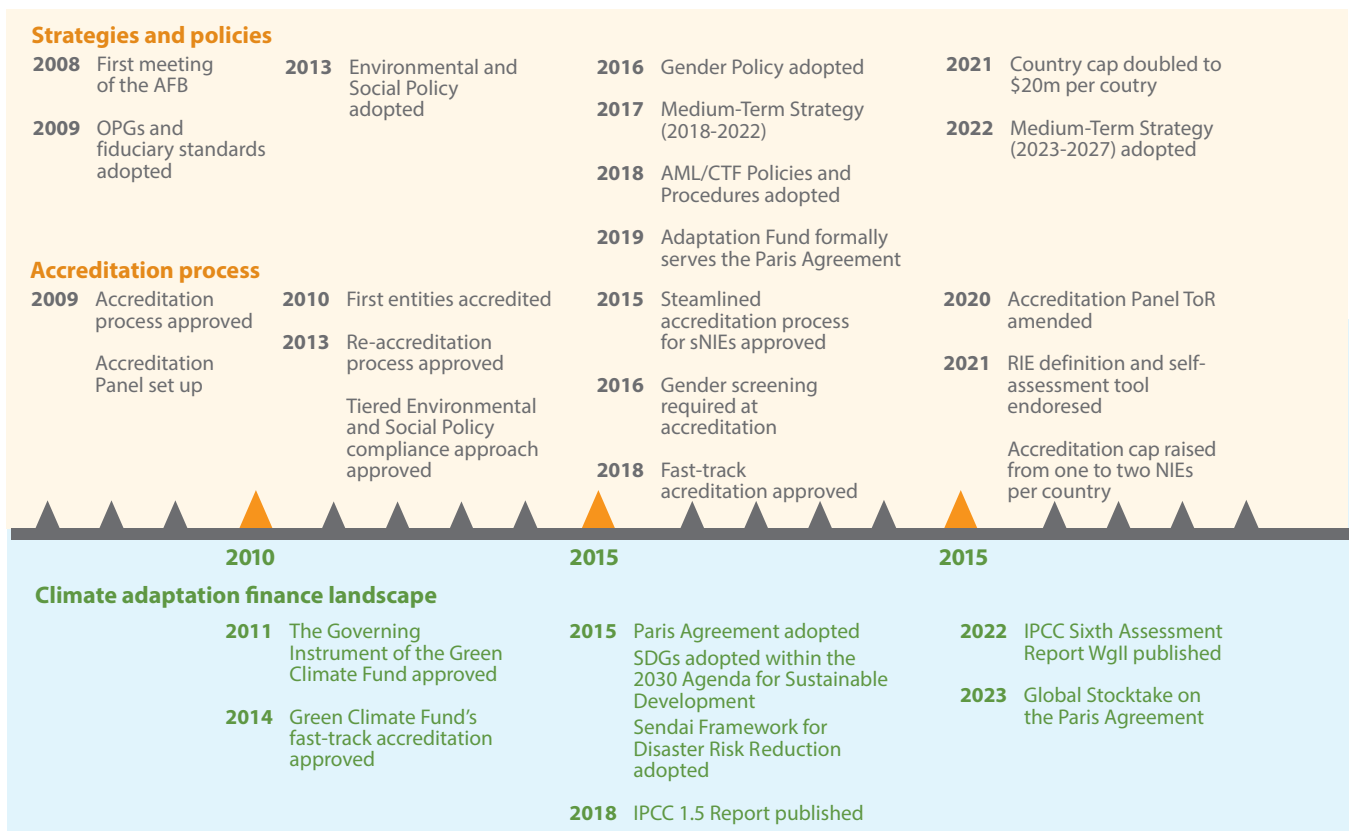 Strategies and policies
2008 First meeting
of the AFB
2009 OPGs and
fiduciary standards
adopted
2013 Environmental and
Social Policy
adopted
2016 Gender Policy adopted
2017 Medium-Term Strategy
(2018-2022)
2018 AML/CTF Policies and
Procedures adopted
2019 Adaptation Fund formally
serves the Paris Agreement
2021 Country cap doubled to
$20m per coutry
2022 Medium-Term Strategy
(2023-2027) adopted
Accreditation process
2009 Accreditation
process approved
Accreditation
Panel set up
2010 First entities accredited
2013 Re-accreditation
process approved
Tiered Environmental
and Social Policy
compliance approach
approved
2015 Steamlined
accreditation process
for sNIEs approved
2016 Gender screening
required at
accreditation
2018 Fast-track
acreditation approved
2020 Accreditation Panel ToR
amended
2021 RIE definition and self-
assessment tool
endoresed
Accreditation cap raised
from one to two NIEs
per country
2010
2015
2015
Climate adaptation finance landscape
2011 The Governing
Instrument of the Green
Climate Fund approved
2014 Green Climate Fund's
fast-track accreditation
approved
2015 Paris Agreement adopted
SDGs adopted within the
2030 Agenda for Sustainable
Development
Sendai Framework for
Disaster Risk Reduction
adopted
2018 IPCC 1.5 Report published
2022 IPCC Sixth Assessment
Report WgII published
2023 Global Stocktake on
the Paris Agreement